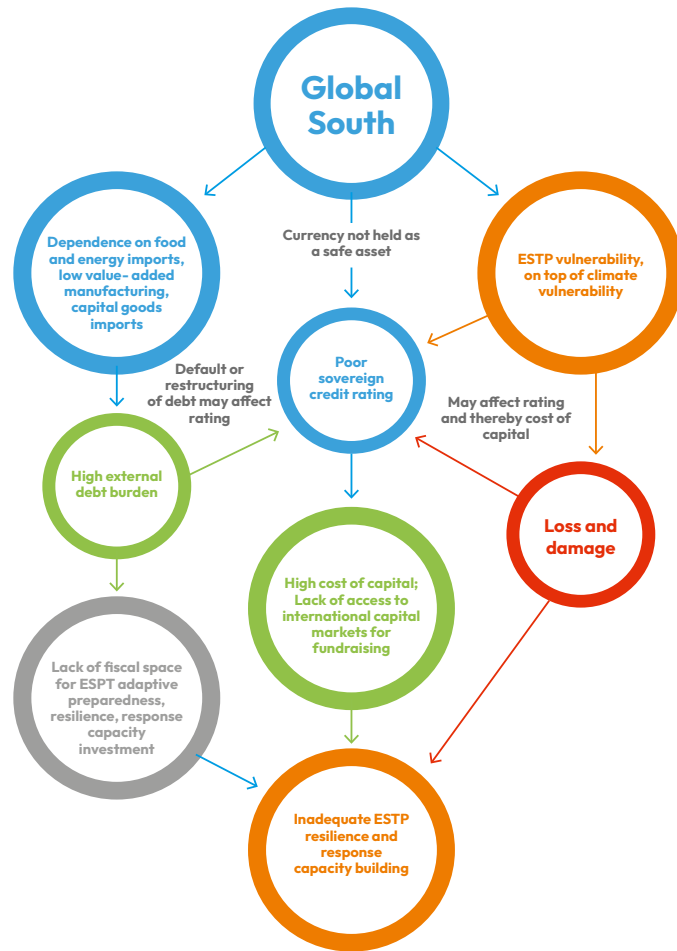 Global
South
Currency not held as
a safe asset
Dependence on food
and energy imports,
low value- added
manufacturing,
capital goods
imports
ESTP vulnerability,
on top of climate
vulnerability
Default or
restructuring
of debt may affect
rating
Poor
sovereign
credit rating
May affect rating
and thereby cost of
capital
High external
debt burden
Loss and
damage
High cost of capital;
Lack of access to
international capital
markets for
fundraising
Lack of fiscal space
for ESPT adaptive
preparedness,
resilience, response
capacity
investment
Inadequate ESTP
resilience and
response
capacity building